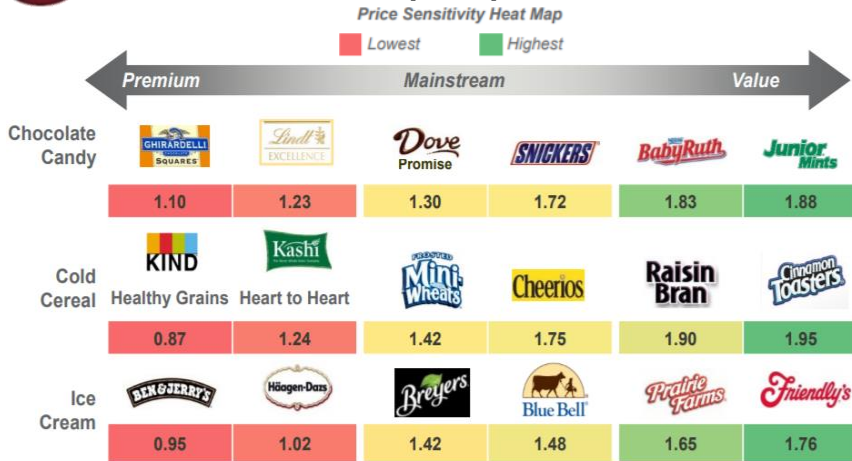 Price Sensitivity Heat Map
Lowest Highest
Premium Mainstream Value
Chocolate
Candy
GHIRARDELLI
SQUARES
Lindt
EXCELLENCE
Dove
Promise
SNICKERS
BabyRuth
Junior
Mints
1.10 1.23 1.30 1.72 1.83 1.88
Cold
Cereal
KIND
Healthy Grains
Kashi
Heart to Heart
FROSTED
Mini-
Wheats
Cheerios
Raisin
Bran
Cinnamon
Toasters
0.87 1.24 1.42 1.75 1.90 1.95
Ice
Cream
BEN & JERRY'S
Häagen-Dazs
Breyers
Blue Bell
Prairie
Farms
Friendly's
0.95 1.02 1.42 1.48 1.65 1.76